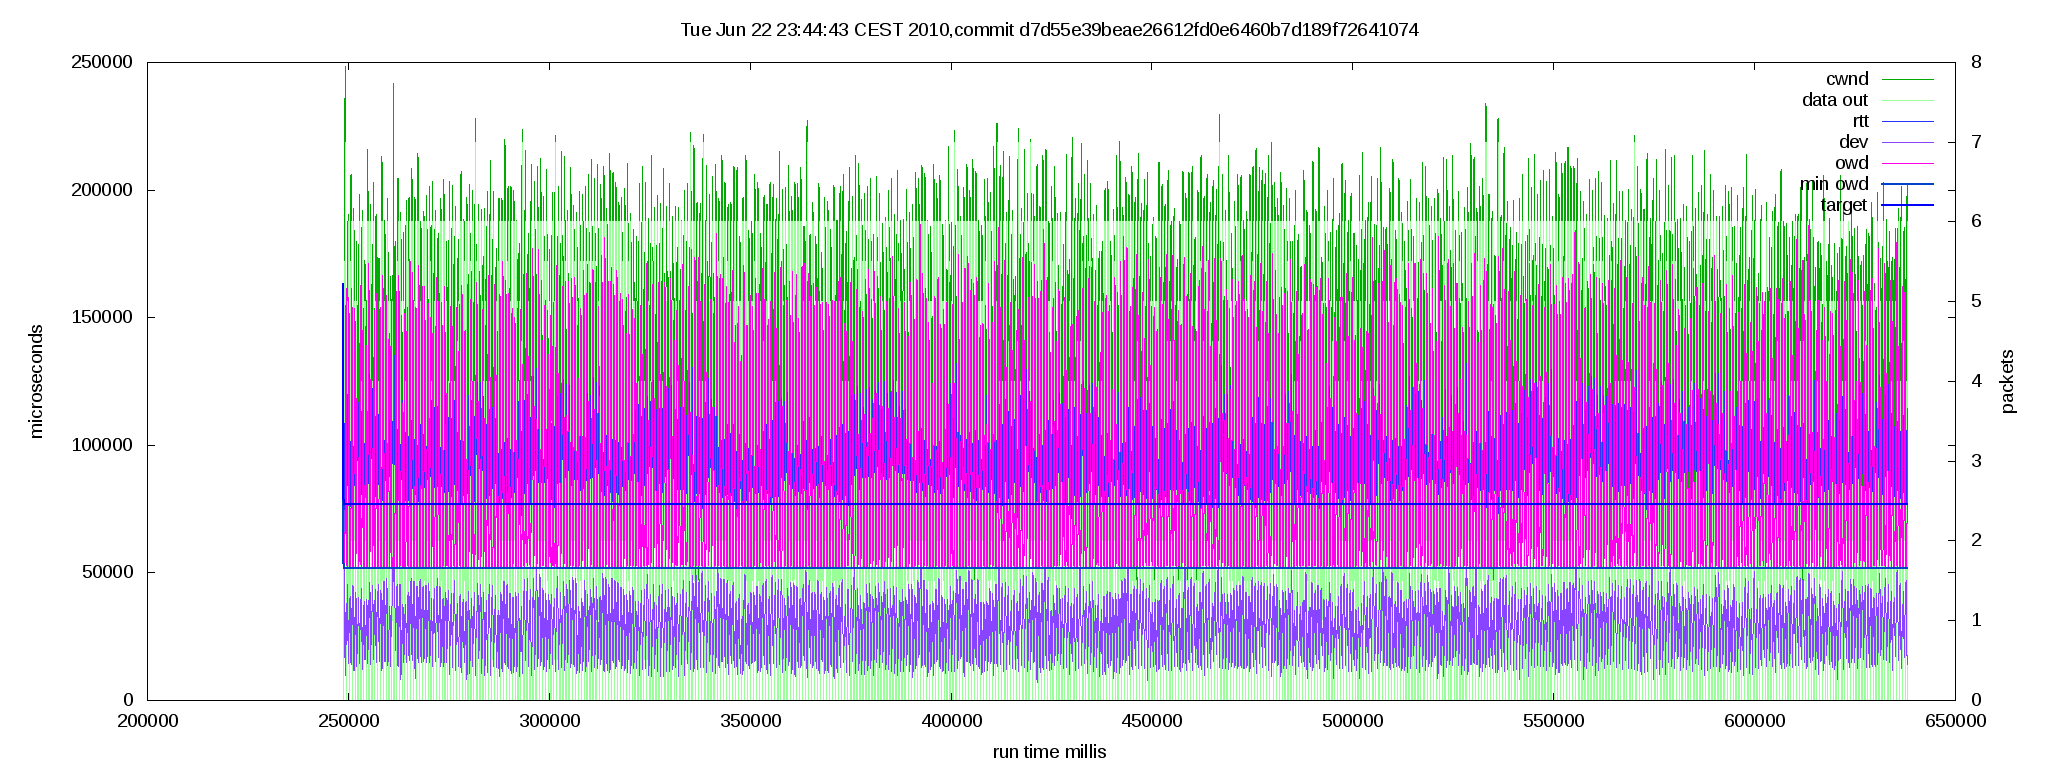 Tue Jun 22 23:44:43 CEST 2010,commit d7d55e39beae26612fd0e6460b7d189f72641074
250000
200000
150000
100000
50000
0
microseconds
8
7
6
5
4
3
2
1
0
packets
cwnd
data out
rtt
dev
owd
min owd
target
200000 250000 300000 350000 400000 450000 500000 550000 600000 650000
run time millis